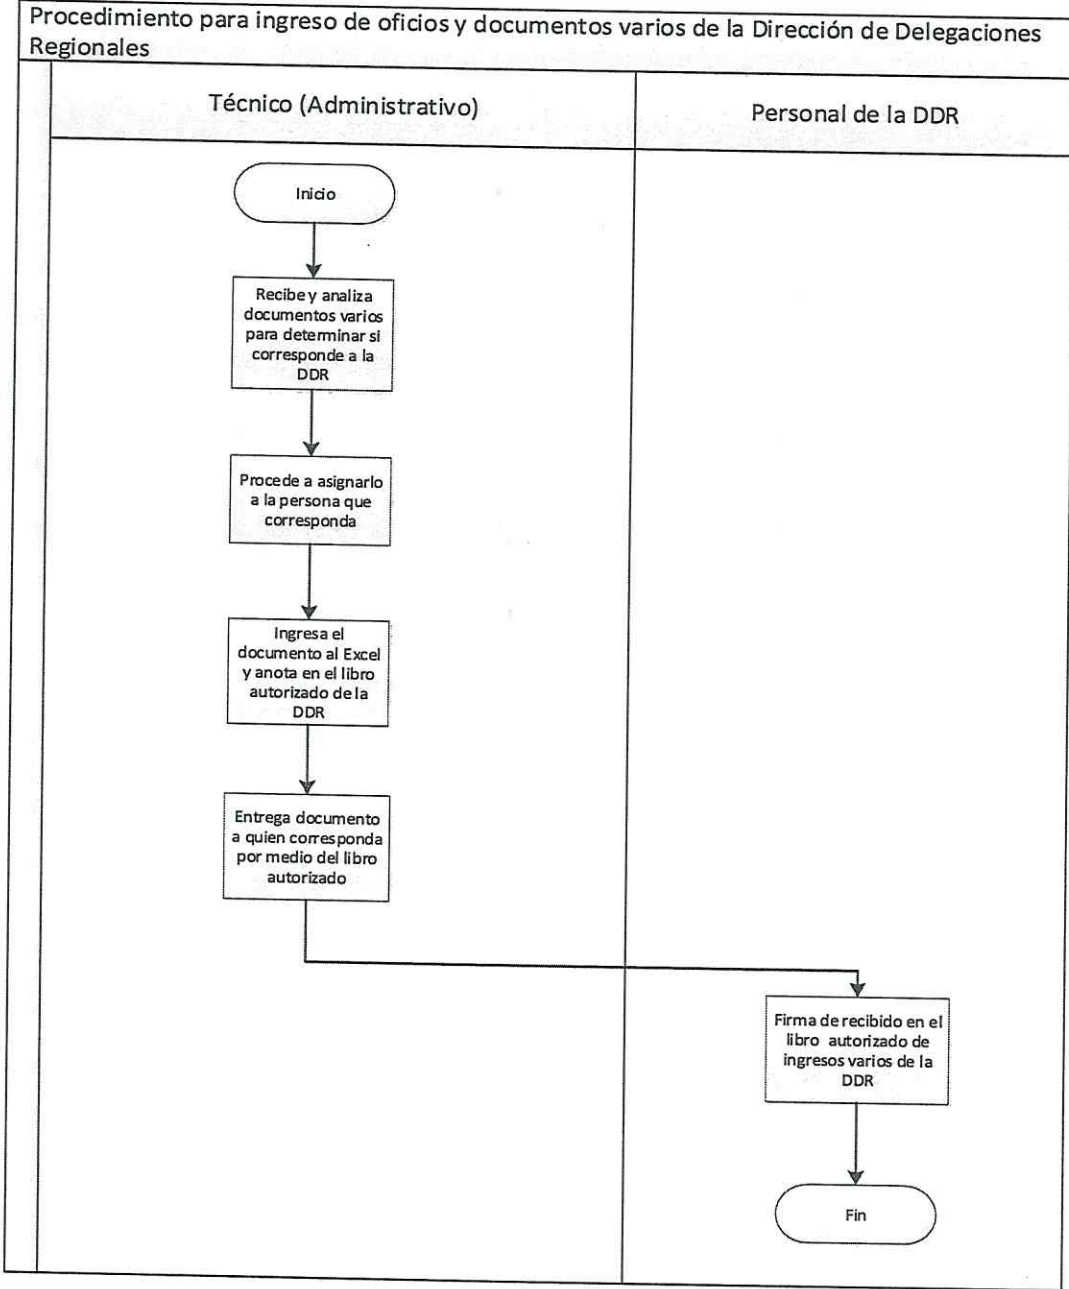 Procedimiento para ingreso de oficios y documentos varios de la Dirección de Delegaciones
Regionales
Técnico (Administrativo)
Personal de la DDR
Inicio
Recibe y analiza
documentos varios
para determinar si
corresponde a la
DDR
Procede a asignarlo
a la persona que
corresponda
Ingresa el
documento al Excel
y anota en el libro
autorizado de la
DDR
Entrega documento
a quien corresponda
por medio del libro
autorizado
Firma de recibido en el
libro autorizado de
ingresos varios de la
DDR
Fin